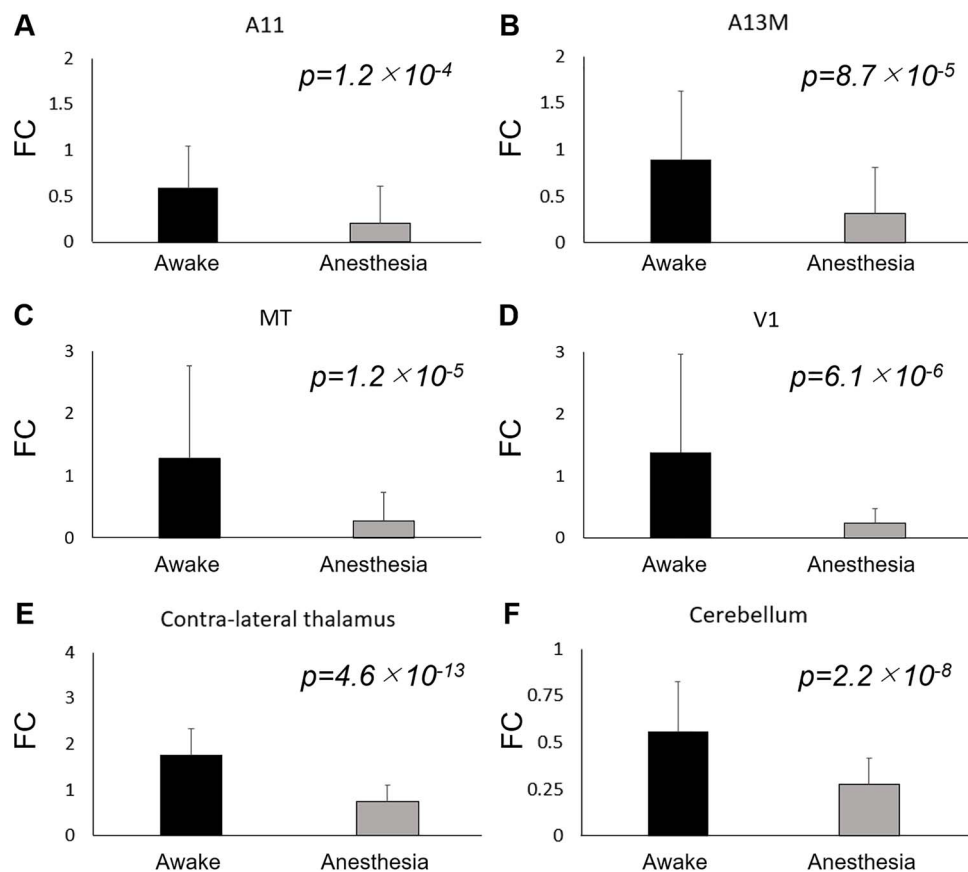 A
A11
p=1.2 ×10-4
FC
2
1.5
1
0.5
0
Awake Anesthesia
B
A13M
p=8.7 ×10-5
FC
2
1.5
1
0.5
0
Awake Anesthesia
C
MT
p=1.2 ×10-5
FC
3
2
1
0
Awake Anesthesia
D
V1
p=6.1 ×10-6
FC
3
2
1
0
Awake Anesthesia
E
Contra-lateral thalamus
p=4.6 ×10-13
FC
4
3
2
1
0
Awake Anesthesia
F
Cerebellum
p=2.2 ×10-8
FC
1
0.75
0.5
0.25
0
Awake Anesthesia